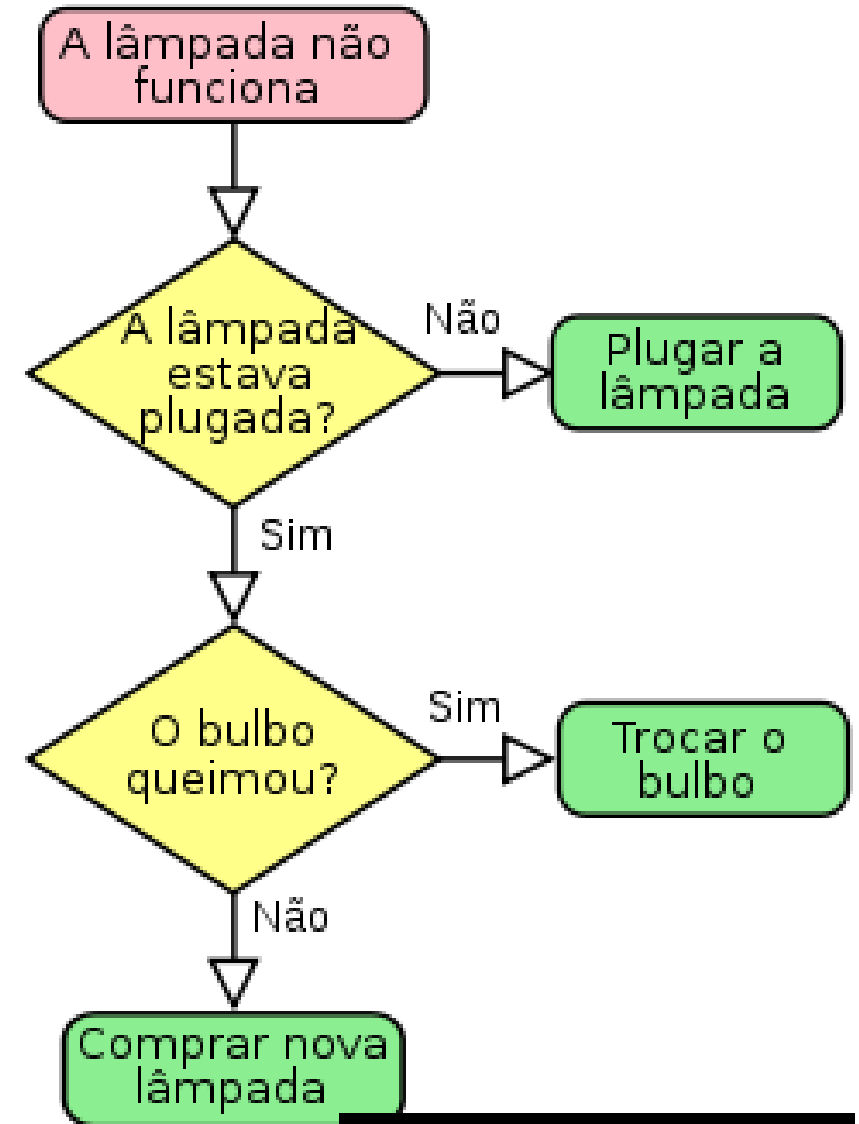 A lâmpada não
funciona
A lâmpada
estava
plugada?
Não
Plugar a
lâmpada
Sim
O bulbo
queimou?
Sim
Trocar o
bulbo
Não
Comprar nova
lâmpada